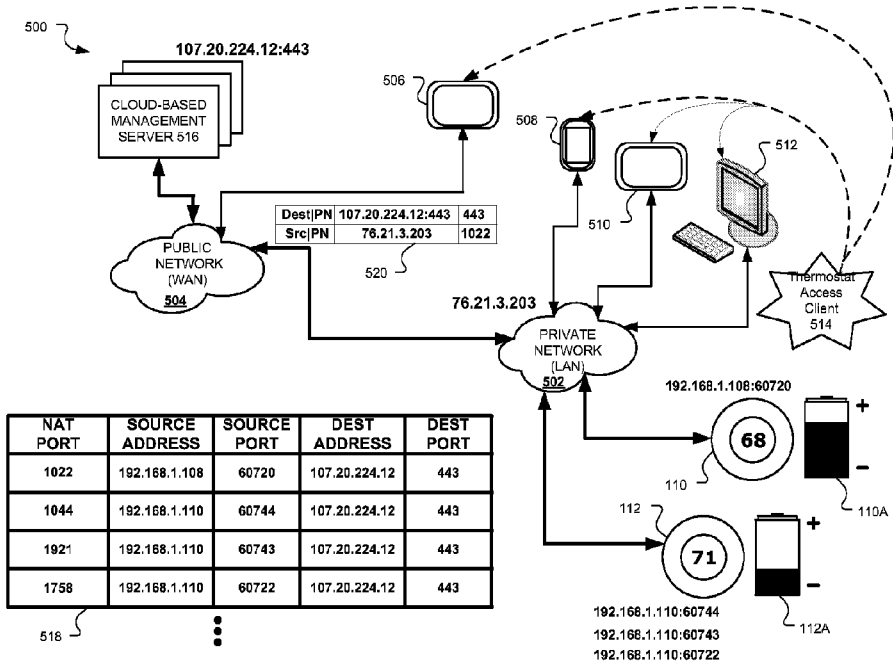 500
107.20.224.12:443
CLOUD-BASED
MANAGEMENT
SERVER 516
506
508
510
512
Dest|PN 107.20.224.12:443 443
Src|PN 76.21.3.203 1022
520
PUBLIC
NETWORK
(WAN)
504
76.21.3.203
PRIVATE
NETWORK
(LAN)
502
Thermostat
Access
Client
514
192.168.1.108:60720
68
+
−
110
110A
112
71
+
−
112A
192.168.1.110:60744
192.168.1.110:60743
192.168.1.110:60722
NAT PORT SOURCE ADDRESS SOURCE PORT DEST ADDRESS DEST PORT
1022 192.168.1.108 60720 107.20.224.12 443
1044 192.168.1.110 60744 107.20.224.12 443
1921 192.168.1.110 60743 107.20.224.12 443
1758 192.168.1.110 60722 107.20.224.12 443
518